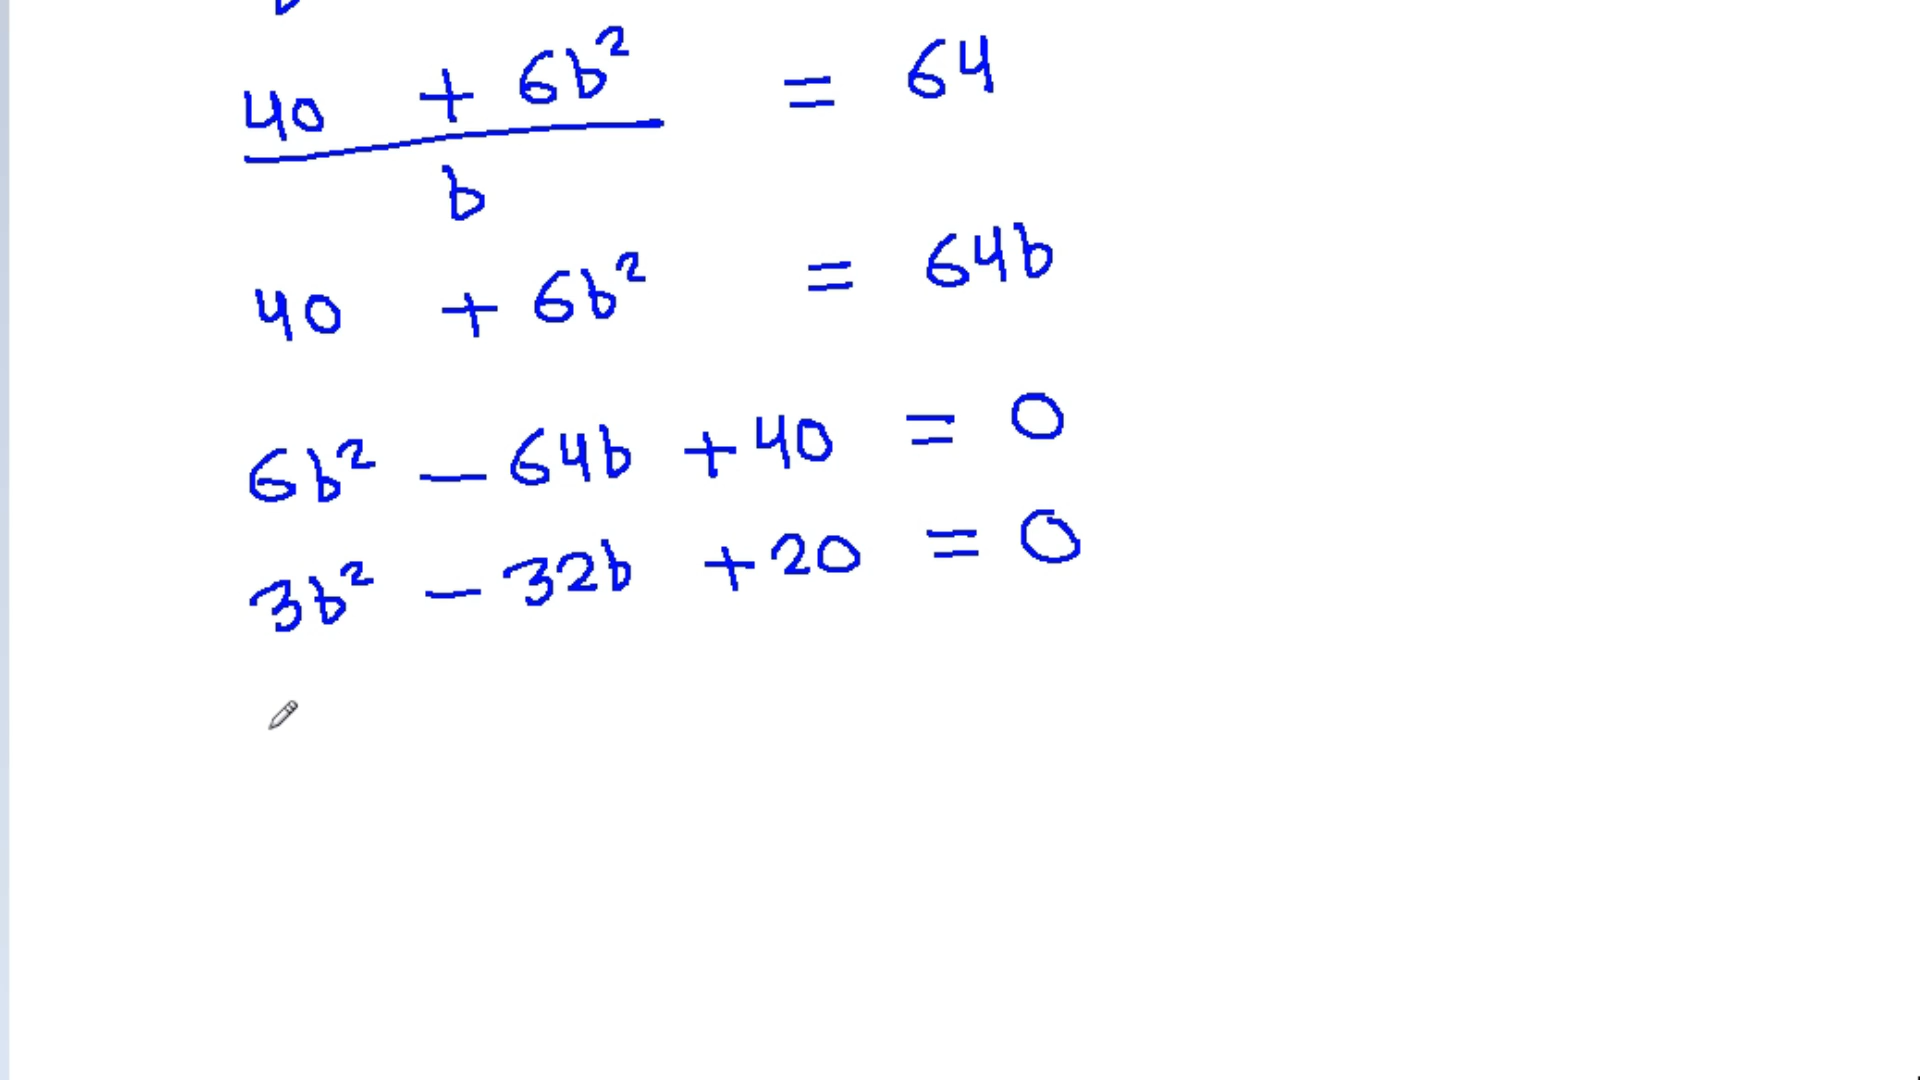 40 + 6b² = 64
b
40 + 6b² = 64b
6b² - 64b + 40 = 0
3b² - 32b + 20 = 0